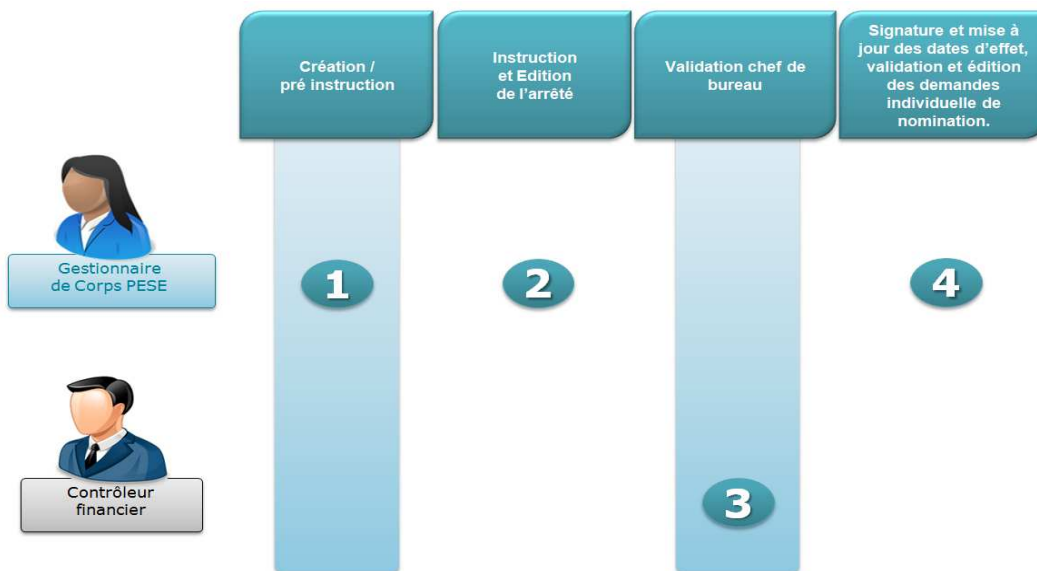 Création /
pré instruction
Instruction
et Edition
de l'arrêté
Validation chef de
bureau
Signature et mise à
jour des dates d'effet,
validation et édition
des demandes
individuelle de
nomination.
Gestionnaire
de Corps PESE
1
2
4
Contrôleur
financier
3